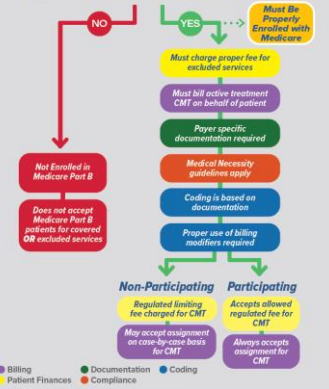 NO
YES
Must Be
Properly
Enrolled with
Medicare
Must charge proper fee for
excluded services
Must bill active treatment
CMT on behalf of patient
Payer specific
documentation required
Medical Necessity
guidelines apply
Coding is based on
documentation
Proper use of billing
modifiers required
Not Enrolled in
Medicare Part B
Does not accept
Medicare Part B
patients for covered
OR excluded services
Non-Participating
Regulated limiting
fee charged for CMT
May accept assignment
on case-by-case basis
for CMT
Participating
Accepts allowed
regulated fee for
CMT
Always accepts
assignment for
CMT
Billing
Documentation
Coding
Patient Finances
Compliance